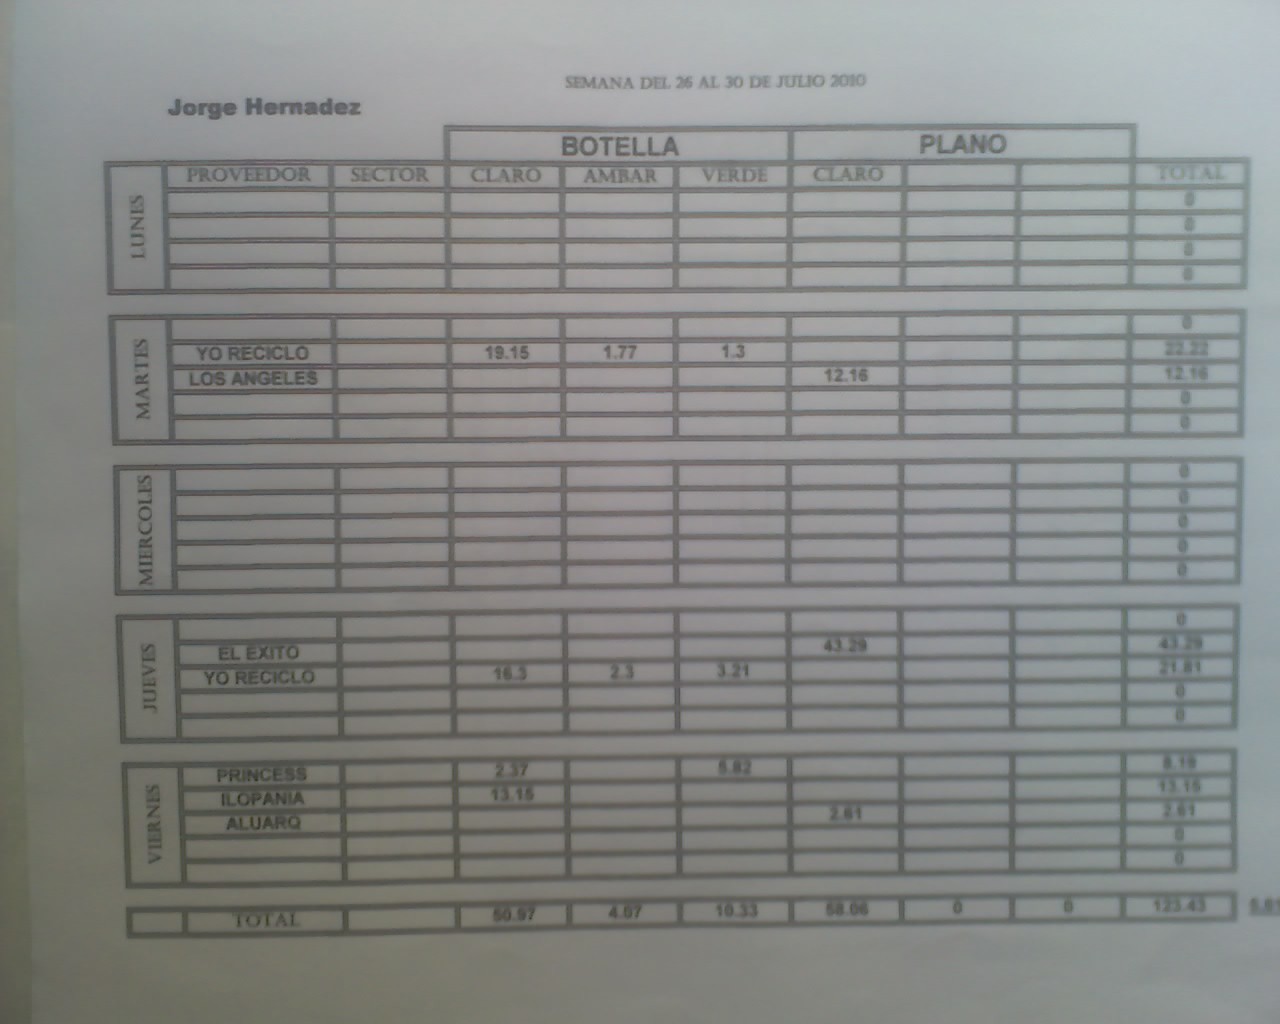 SEMANA DEL 26 AL 30 DE JULIO 2010
Jorge Hernadez
BOTELLA PLANO
PROVEEDOR SECTOR CLARO AMBAR VERDE CLARO TOTAL
LUNES
0
0
0
0
MARTES
0
YO RECICLO 19.15 1.77 1.3 22.22
LOS ANGELES 12.16 12.16
0
0
MIERCOLES
0
0
0
0
0
JUEVES
0
EL EXITO 43.29 43.29
YO RECICLO 16.3 2.3 3.21 21.81
0
0
VIERNES
PRINCESS 2.37 5.82 8.19
ILOPANIA 13.15 13.15
ALUARQ 2.61 2.61
0
0
TOTAL 50.97 4.07 10.33 58.06 0 0 123.43